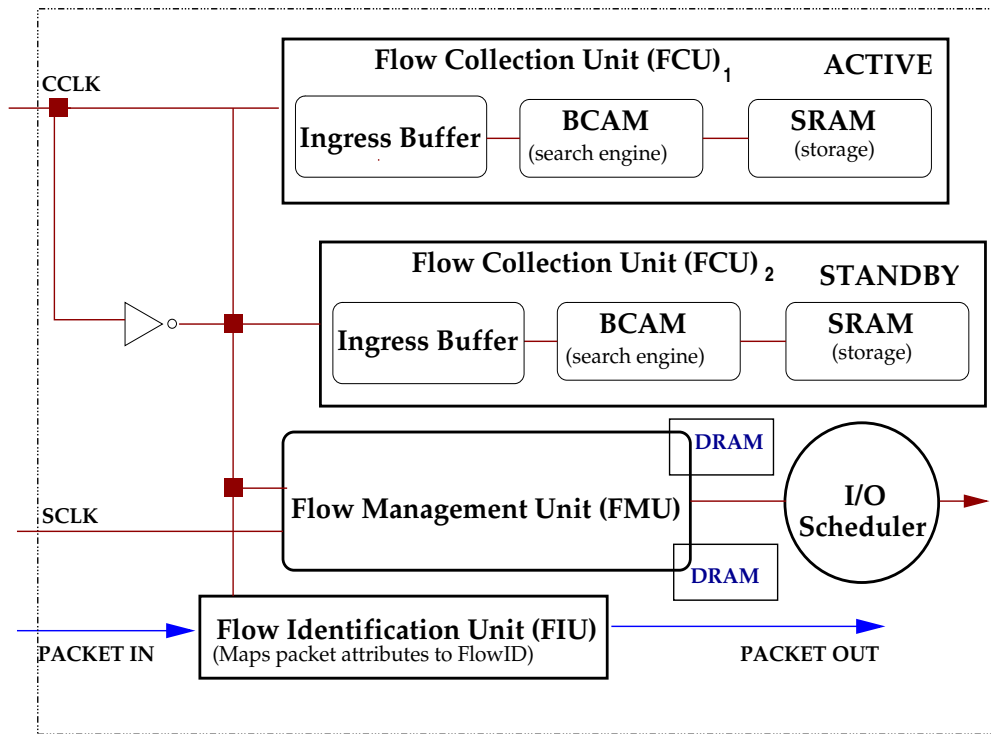 CCLK
Flow Collection Unit (FCU)1
ACTIVE
Ingress Buffer
BCAM
(search engine)
SRAM
(storage)
Flow Collection Unit (FCU)2
STANDBY
Ingress Buffer
BCAM
(search engine)
SRAM
(storage)
DRAM
Flow Management Unit (FMU)
I/O
Scheduler
SCLK
DRAM
Flow Identification Unit (FIU)
(Maps packet attributes to FlowID)
PACKET IN
PACKET OUT